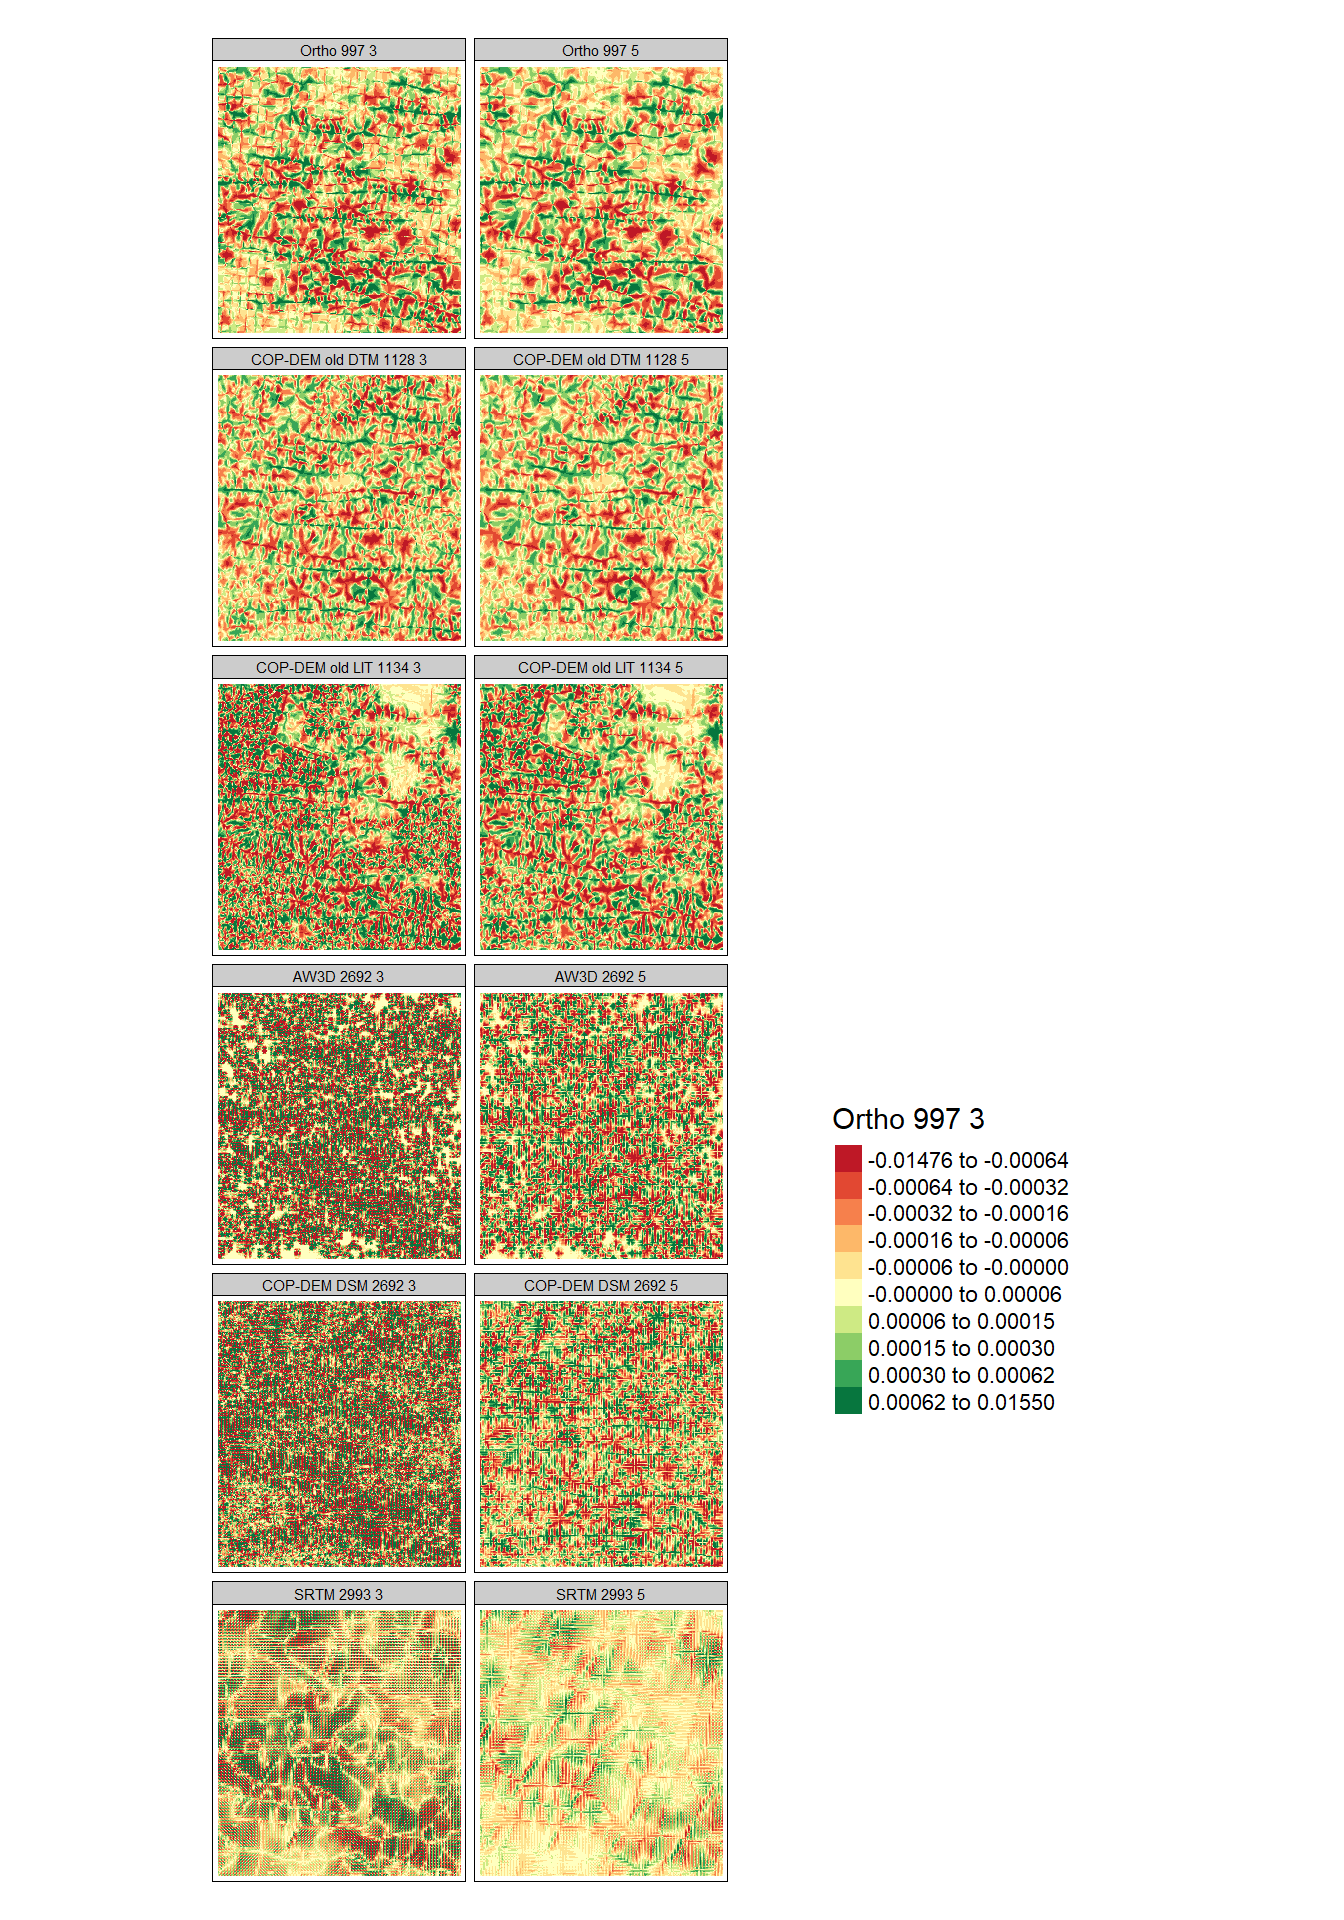 Ortho 997 3
Ortho 997 5
COP-DEM old DTM 1128 3
COP-DEM old DTM 1128 5
COP-DEM old LIT 1134 3
COP-DEM old LIT 1134 5
AW3D 2692 3
AW3D 2692 5
COP-DEM DSM 2692 3
COP-DEM DSM 2692 5
SRTM 2993 3
SRTM 2993 5
Ortho 997 3
-0.01476 to -0.00064
-0.00064 to -0.00032
-0.00032 to -0.00016
-0.00016 to -0.00006
-0.00006 to -0.00000
-0.00000 to 0.00006
0.00006 to 0.00015
0.00015 to 0.00030
0.00030 to 0.00062
0.00062 to 0.01550